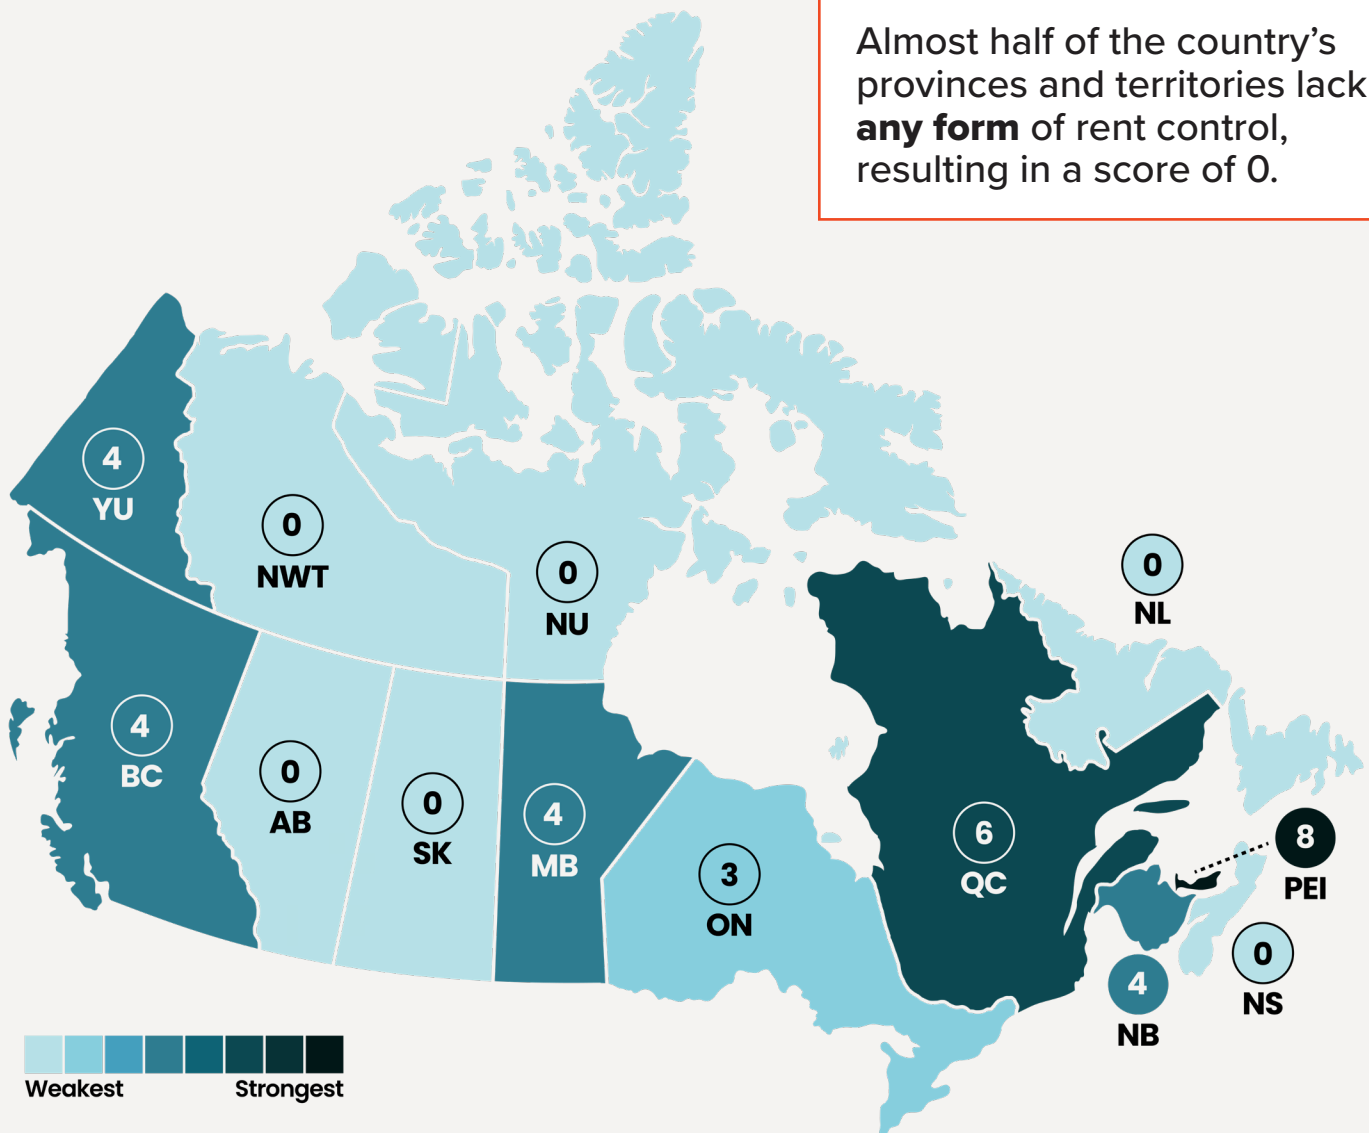 Almost half of the country’s
provinces and territories lack
any form of rent control,
resulting in a score of 0.
4
YU
0
NWT
0
NU
0
NL
4
BC
0
AB
0
SK
4
MB
3
ON
6
QC
8
PEI
0
NS
4
NB
Weakest Strongest